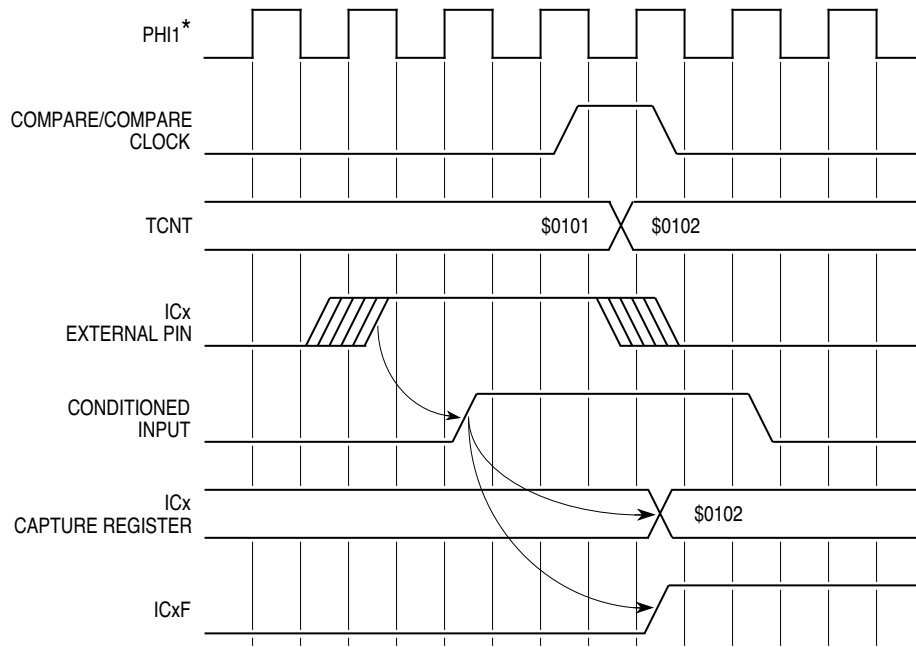 PHI1*
COMPARE/COMPARE
CLOCK
TCNT
$0101
$0102
ICx
EXTERNAL PIN
CONDITIONED
INPUT
ICx
CAPTURE REGISTER
$0102
ICxF